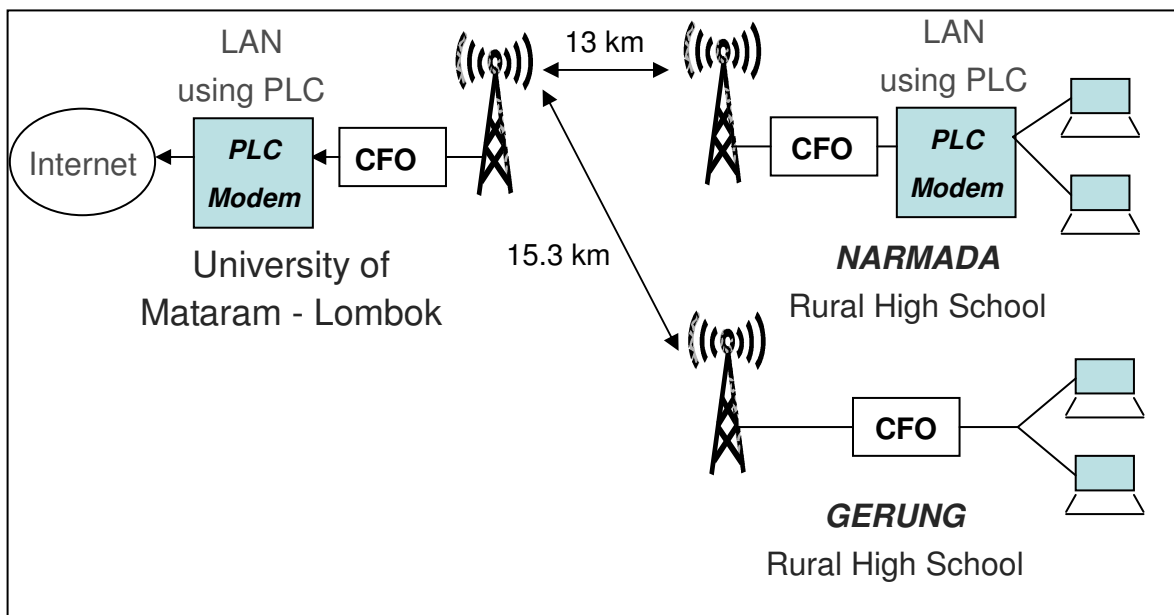 LAN
using PLC
Internet
PLC
Modem
CFO
University of
Mataram - Lombok
13 km
15.3 km
LAN
using PLC
CFO
PLC
Modem
NARMADA
Rural High School
CFO
GERUNG
Rural High School